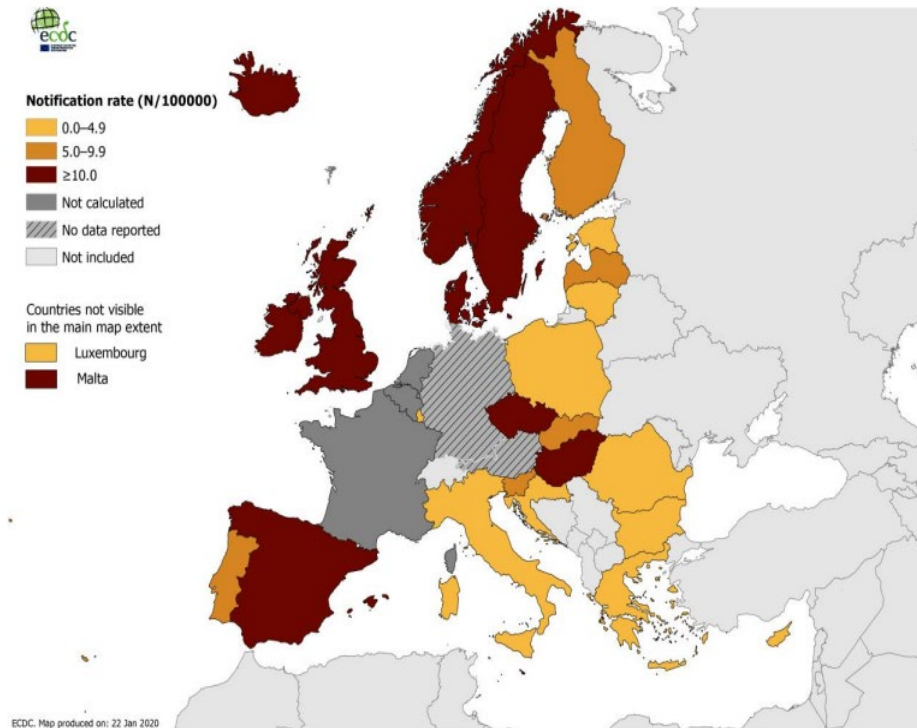 ecdc
Notification rate (N/100000)
0.0–4.9
5.0–9.9
≥10.0
Not calculated
No data reported
Not included
Countries not visible
in the main map extent
Luxembourg
Malta
ECDC. Map produced on: 22 Jan 2020